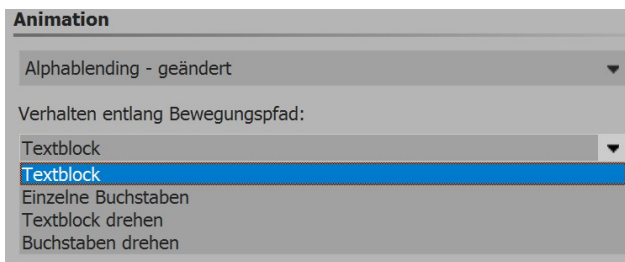 Animation
Alphablending - geändert
Verhalten entlang Bewegungspfad:
Textblock
Textblock
Einzelne Buchstaben
Textblock drehen
Buchstaben drehen